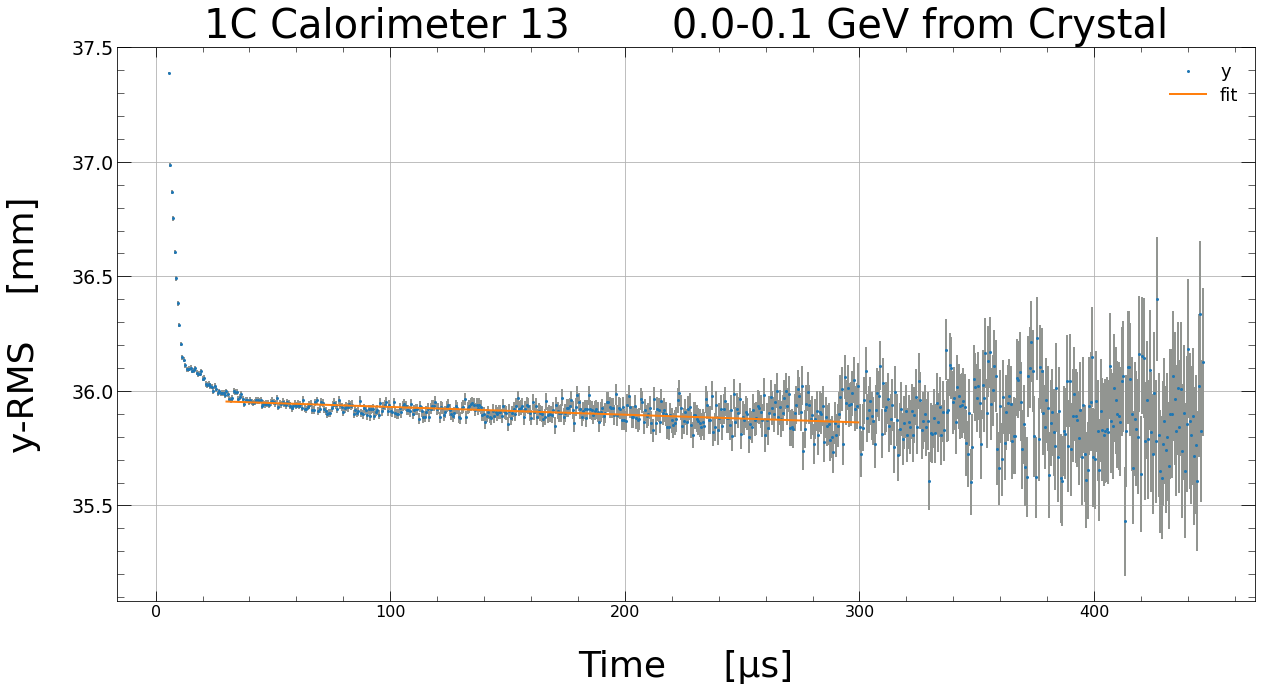 1C Calorimeter 13 0.0-0.1 GeV from Crystal
y
fit
y-RMS [mm]
37.5
37.0
36.5
36.0
35.5
0 100 200 300 400
Time [μs]